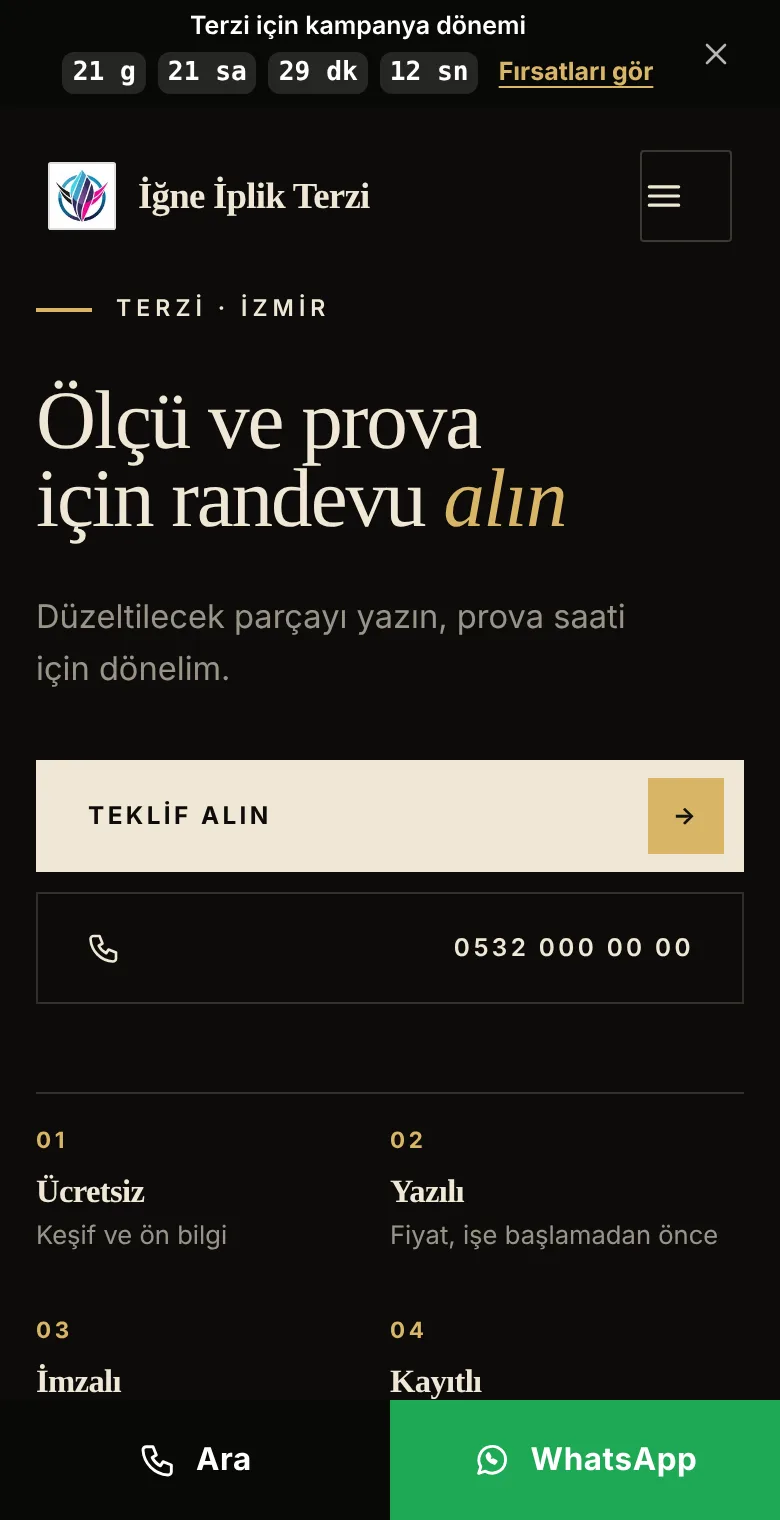 Terzi için kampanya dönemi
21 g 21 sa 29 dk 12 sn Fırsatları gör
İğne İplik Terzi
TERZİ · İZMİR
Ölçü ve prova
için randevu alın
Düzeltilecek parçayı yazın, prova saati
için dönelim.
TEKLİF ALIN
0532 000 00 00
01
Ücretsiz
Keşif ve ön bilgi
02
Yazılı
Fiyat, işe başlamadan önce
03
İmzalı
04
Kayıtlı
Ara
WhatsApp